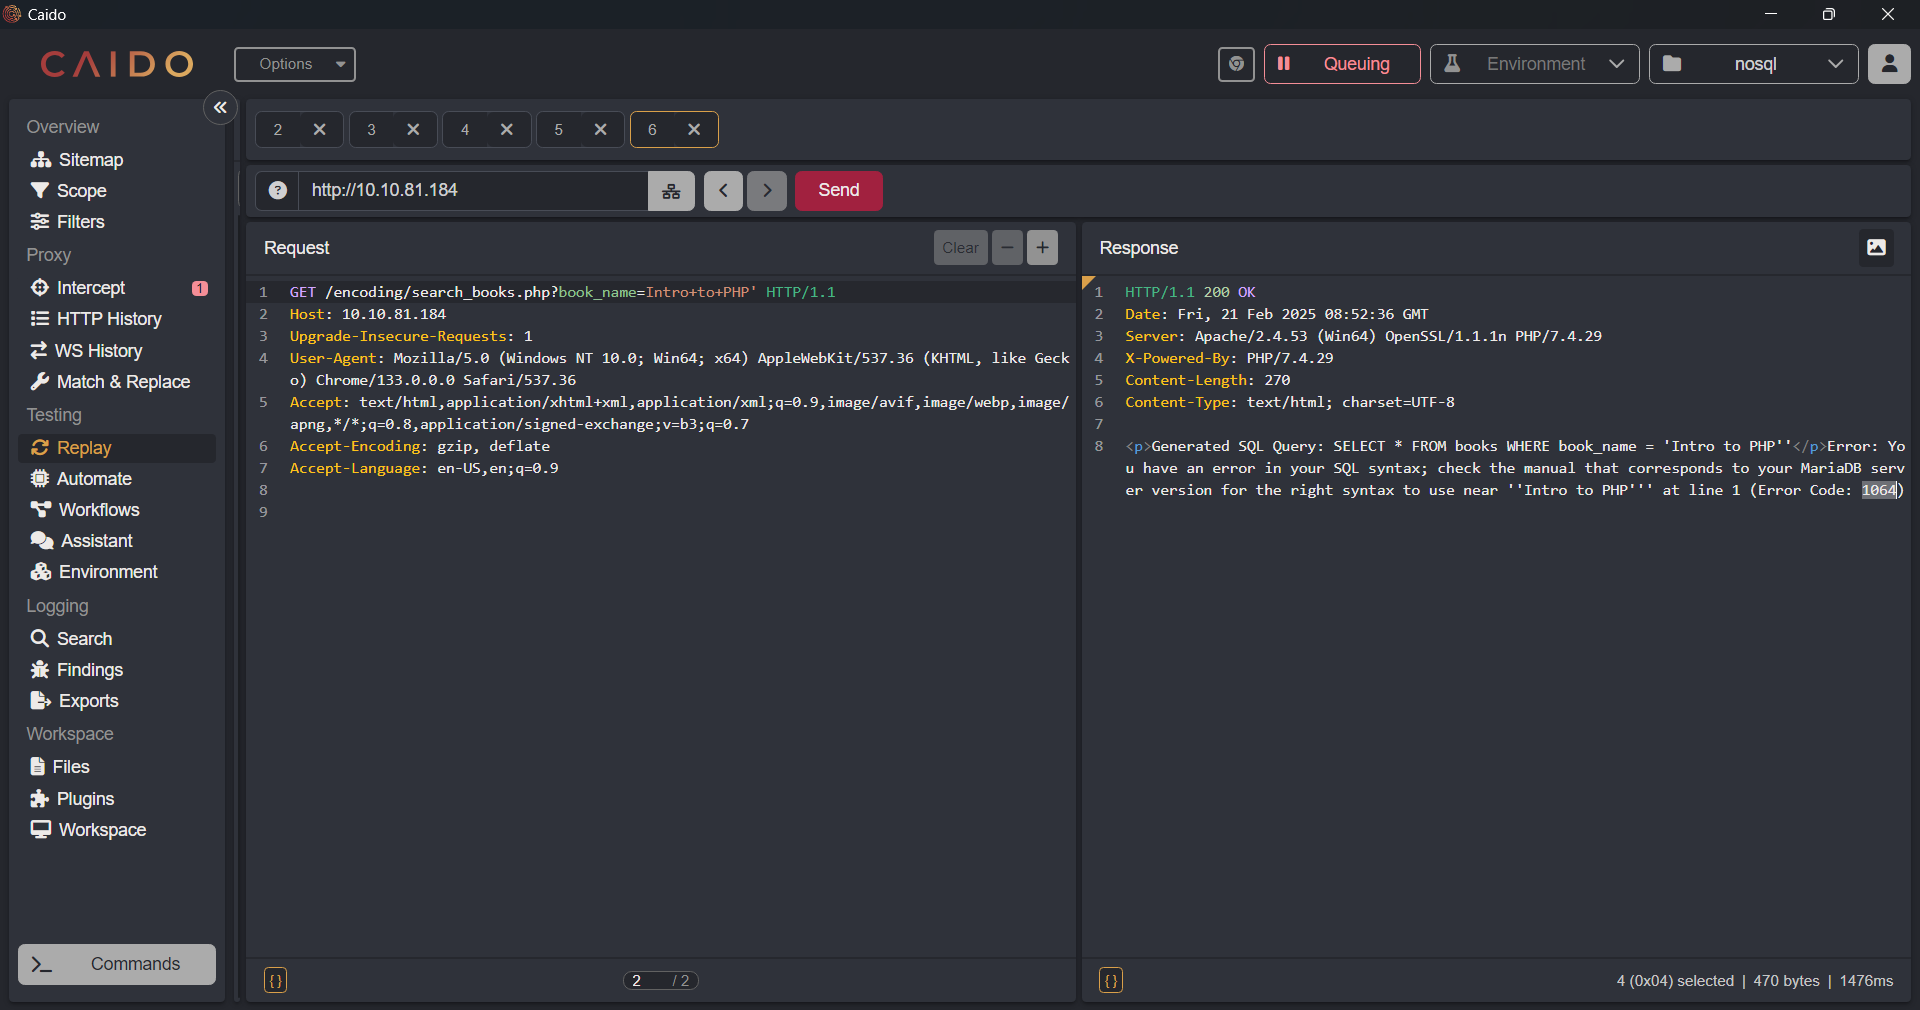 Caido
CAIDO
Options
Queuing
Environment
nosql
Overview
Sitemap
Scope
Filters
Proxy
Intercept 1
HTTP History
WS History
Match & Replace
Testing
Replay
Automate
Workflows
Assistant
Environment
Logging
Search
Findings
Exports
Workspace
Files
Plugins
Workspace
Commands
2 3 4 5 6
http://10.10.81.184
Send
Request
Clear
1 GET /encoding/search_books.php?book_name=Intro+to+PHP' HTTP/1.1
2 Host: 10.10.81.184
3 Upgrade-Insecure-Requests: 1
4 User-Agent: Mozilla/5.0 (Windows NT 10.0; Win64; x64) AppleWebKit/537.36 (KHTML, like Geck
o) Chrome/133.0.0.0 Safari/537.36
5 Accept: text/html,application/xhtml+xml,application/xml;q=0.9,image/avif,image/webp,image/
apng,*/*;q=0.8,application/signed-exchange;v=b3;q=0.7
6 Accept-Encoding: gzip, deflate
7 Accept-Language: en-US,en;q=0.9
8
9
2 / 2
Response
1 HTTP/1.1 200 OK
2 Date: Fri, 21 Feb 2025 08:52:36 GMT
3 Server: Apache/2.4.53 (Win64) OpenSSL/1.1.1n PHP/7.4.29
4 X-Powered-By: PHP/7.4.29
5 Content-Length: 270
6 Content-Type: text/html; charset=UTF-8
7
8 <p>Generated SQL Query: SELECT * FROM books WHERE book_name = 'Intro to PHP''</p>Error: Yo
u have an error in your SQL syntax; check the manual that corresponds to your MariaDB serv
er version for the right syntax to use near ''Intro to PHP''' at line 1 (Error Code: 1064)
4 (0x04) selected | 470 bytes | 1476ms